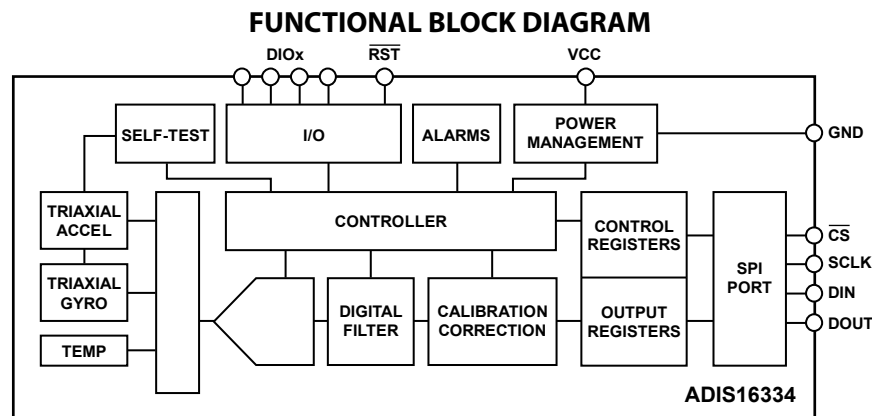 FUNCTIONAL BLOCK DIAGRAM
DIOx
RST
VCC
SELF-TEST
I/O
ALARMS
POWER
MANAGEMENT
GND
TRIAXIAL
ACCEL
CONTROLLER
CONTROL
REGISTERS
CS
SCLK
SPI
PORT
TRIAXIAL
GYRO
DIGITAL
FILTER
CALIBRATION
CORRECTION
OUTPUT
REGISTERS
DIN
DOUT
TEMP
ADIS16334